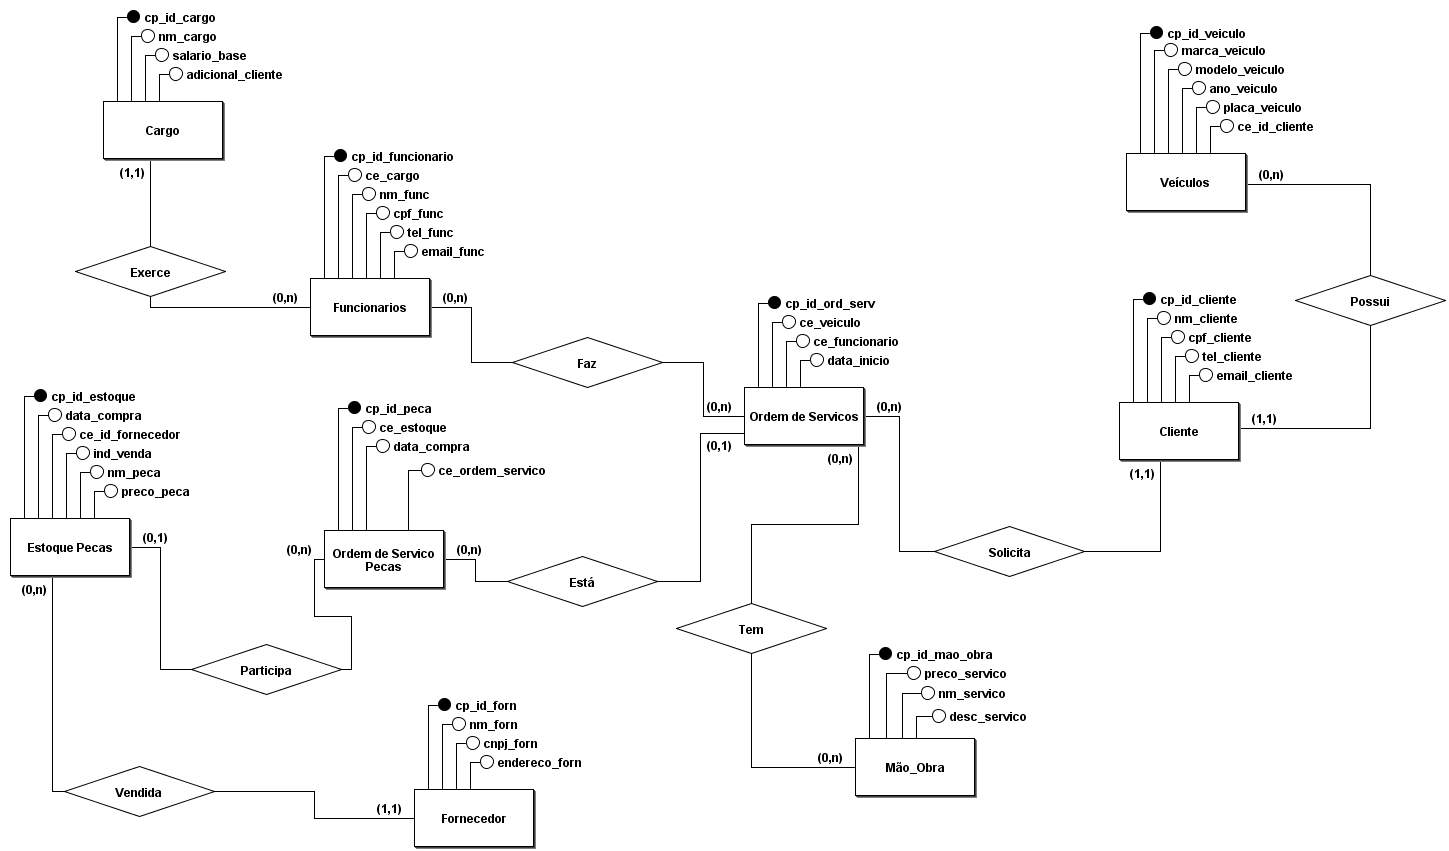 cp_id_cargo
nm_cargo
salario_base
adicional_cliente
Cargo
(1,1)
Exerce
(0,n)
cp_id_funcionario
ce_cargo
nm_func
cpf_func
tel_func
email_func
Funcionarios
(0,n)
Faz
(0,n)
cp_id_ord_serv
ce_veiculo
ce_funcionario
data_inicio
Ordem de Servicos
(0,n)
(0,1)
(0,n)
cp_id_veiculo
marca_veiculo
modelo_veiculo
ano_veiculo
placa_veiculo
ce_id_cliente
Veículos
(0,n)
Possui
cp_id_cliente
nm_cliente
cpf_cliente
tel_cliente
email_cliente
Cliente
(1,1)
(1,1)
Solicita
cp_id_estoque
data_compra
ce_id_fornecedor
ind_venda
nm_peca
preco_peca
Estoque Pecas
(0,1)
(0,n)
Participa
(0,n)
cp_id_peca
ce_estoque
data_compra
ce_ordem_servico
Ordem de Servico
Pecas
(0,n)
Está
Tem
cp_id_mao_obra
preco_servico
nm_servico
desc_servico
Mão_Obra
(0,n)
Vendida
(1,1)
cp_id_forn
nm_forn
cnpj_forn
endereco_forn
Fornecedor